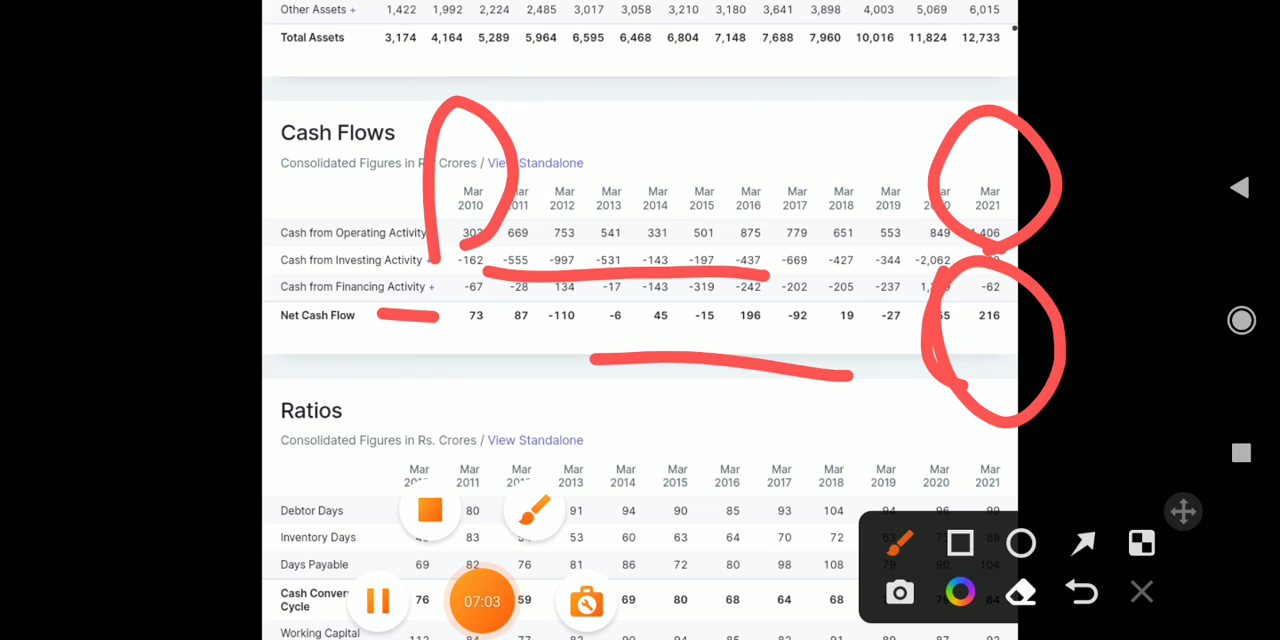 Other Assets + 1,422 1,992 2,224 2,485 3,017 3,058 3,210 3,180 3,641 3,898 4,003 5,069 6,015
Total Assets 3,174 4,164 5,289 5,964 6,595 6,468 6,804 7,148 7,688 7,960 10,016 11,824 12,733
Cash Flows
Consolidated Figures in Crores / View Standalone
Mar Mar Mar Mar Mar Mar Mar Mar Mar Mar
2010 2012 2013 2014 2015 2016 2017 2018 2019 2021
Cash from Operating Activity 669 753 541 331 501 875 779 651 553 849
Cash from Investing Activity + -162 -555 -997 -531 -143 -197 -437 -669 -427 -344 -2,062
Cash from Financing Activity + -67 -28 134 -17 -143 -319 -242 -202 -205 -237 -62
Net Cash Flow 73 87 -110 -6 45 -15 196 -92 19 -27 216
Ratios
Consolidated Figures in Rs. Crores / View Standalone
Mar Mar Mar Mar Mar Mar Mar Mar Mar Mar Mar
2011 2013 2014 2015 2016 2017 2018 2019 2020 2021
Debtor Days 80 91 94 90 85 93 104
Inventory Days 83 53 60 63 64 70 72
Days Payable 69 82 76 81 86 72 80 98 108
Cash
Cycle 76 59 69 80 68 64 68
Working Capital
07:03